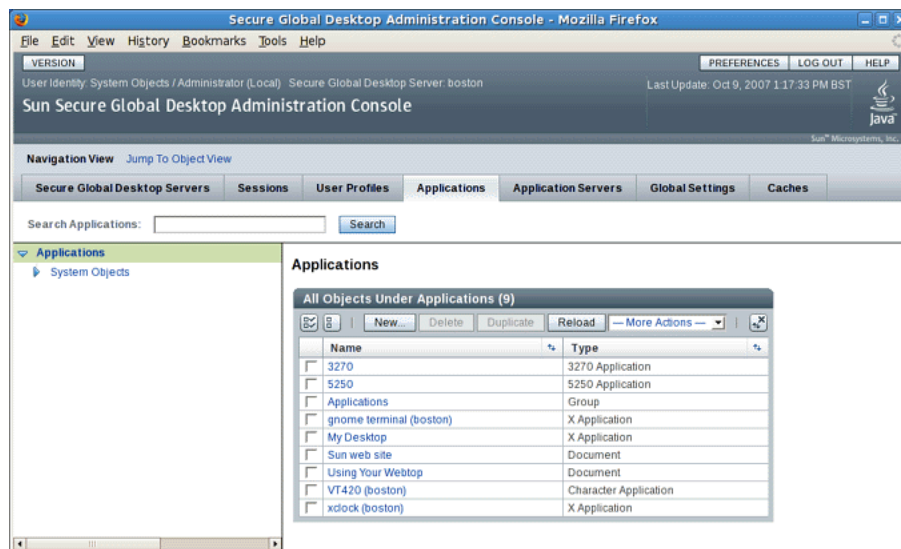 Secure Global Desktop Administration Console - Mozilla Firefox
File Edit View History Bookmarks Tools Help
VERSION PREFERENCES LOG OUT HELP
User Identity: System Objects / Administrator (Local) Secure Global Desktop Server: boston Last Update: Oct 9, 2007 1:17:33 PM BST
Sun Secure Global Desktop Administration Console
Java
Sun™ Microsystems, Inc.
Navigation View Jump To Object View
Secure Global Desktop Servers Sessions User Profiles Applications Application Servers Global Settings Caches
Search Applications: Search
Applications
System Objects
Applications
All Objects Under Applications (9)
New... Delete Duplicate Reload — More Actions —
Name Type
3270 3270 Application
5250 5250 Application
Applications Group
gnome terminal (boston) X Application
My Desktop X Application
Sun web site Document
Using Your Webtop Document
VT420 (boston) Character Application
xclock (boston) X Application